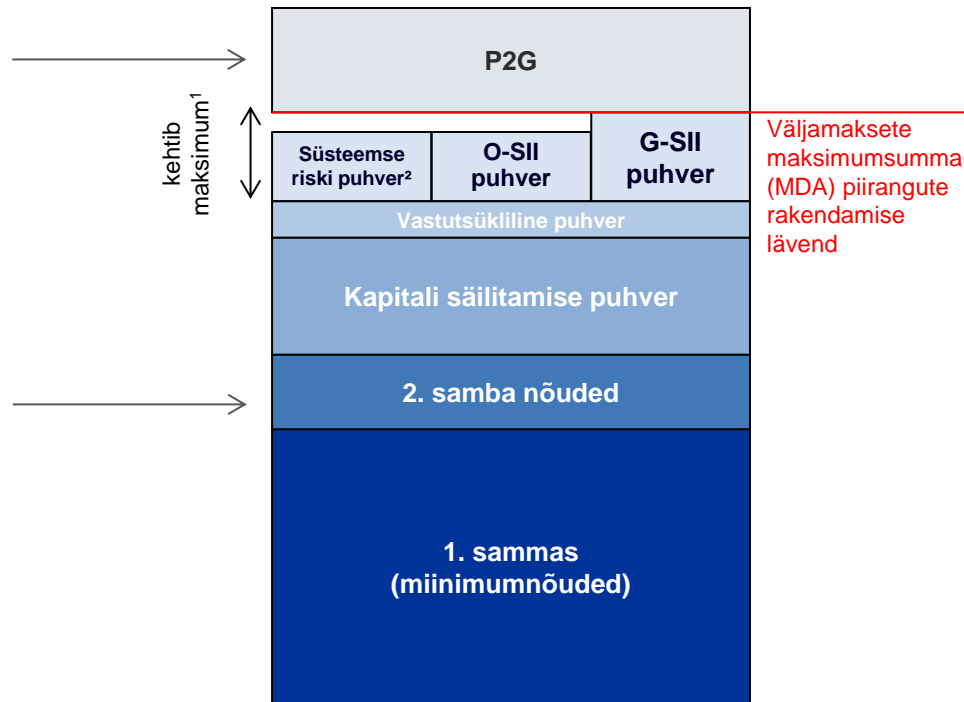 P2G
kehtib
maksimum¹
Süsteemse
riski puhver²
O-SII
puhver
G-SII
puhver
Väljamaksete
maksimumsumma
(MDA) piirangute
rakendamise
lävend
Vastutsükliline puhver
Kapitali säilitamise puhver
2. samba nõuded
1. sammas
(miinimumnõuded)